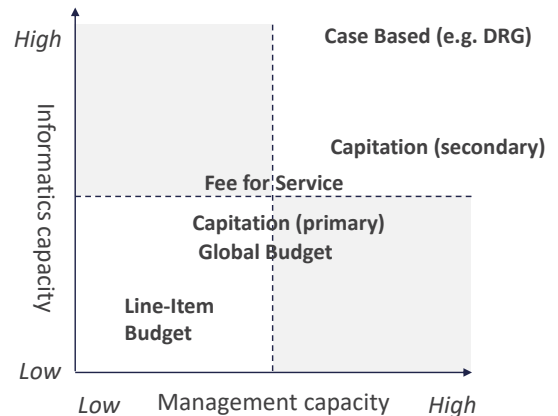 High
Case Based (e.g. DRG)
Informatics capacity
Capitation (secondary)
Fee for Service
Capitation (primary)
Global Budget
Line-Item
Budget
Low
Low
Management capacity
High